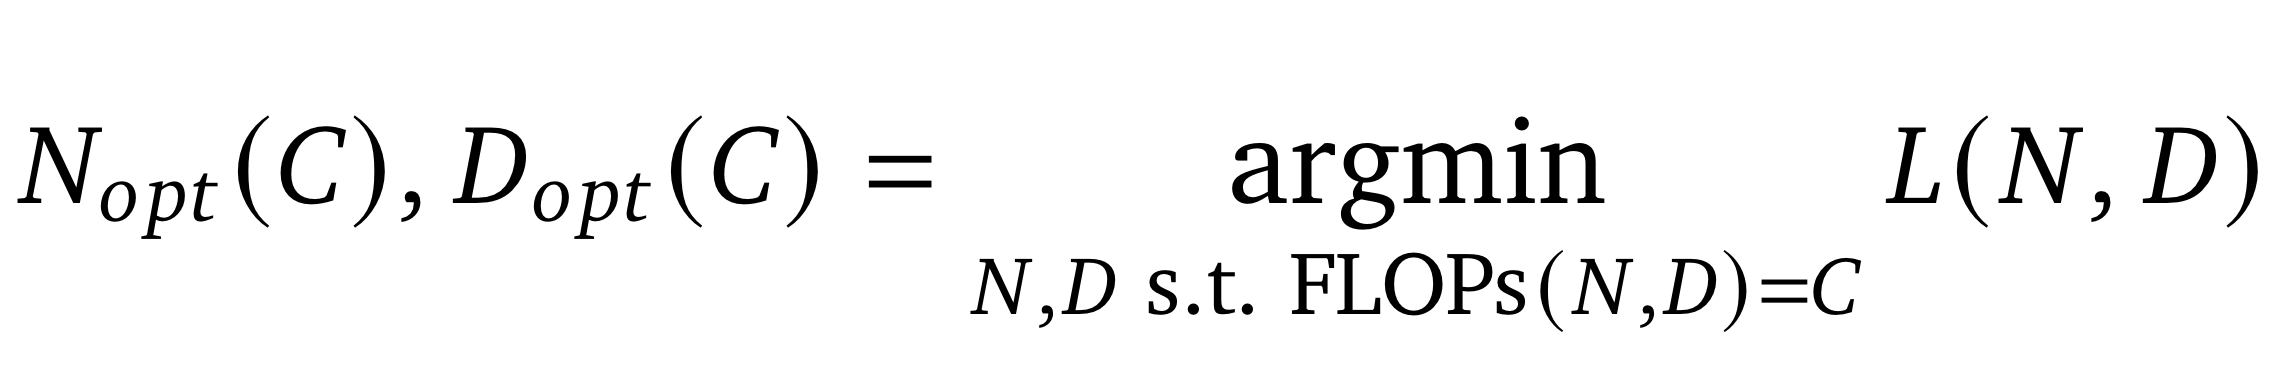 N_opt(C), D_opt(C) = argmin L(N, D)
N,D s.t. FLOPs(N,D)=C